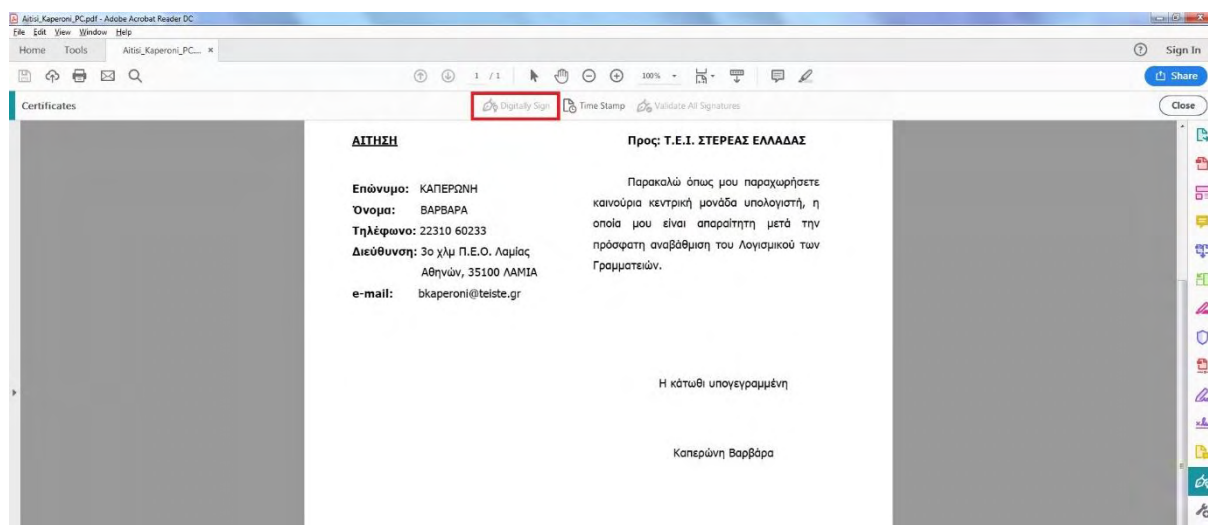 Aitisi_Kaperoni_PC.pdf - Adobe Acrobat Reader DC
File Edit View Window Help
Home Tools Aitisi_Kaperoni_PC.... × Sign In
1 / 1 100% Share
Certificates Digitally Sign Time Stamp Validate All Signatures Close
ΑΙΤΗΣΗ
Προς: Τ.Ε.Ι. ΣΤΕΡΕΑΣ ΕΛΛΑΔΑΣ
Επώνυμο: ΚΑΠΕΡΩΝΗ
Όνομα: ΒΑΡΒΑΡΑ
Τηλέφωνο: 22310 60233
Διεύθυνση: 3ο χλμ Π.Ε.Ο. Λαμίας
Αθηνών, 35100 ΛΑΜΙΑ
e-mail: bkaperoni@teiste.gr
Παρακαλώ όπως μου παραχωρήσετε
καινούρια κεντρική μονάδα υπολογιστή, η
οποία μου είναι απαραίτητη μετά την
πρόσφατη αναβάθμιση του Λογισμικού των
Γραμματειών.
Η κάτωθι υπογεγραμμένη
Καπερώνη Βαρβάρα